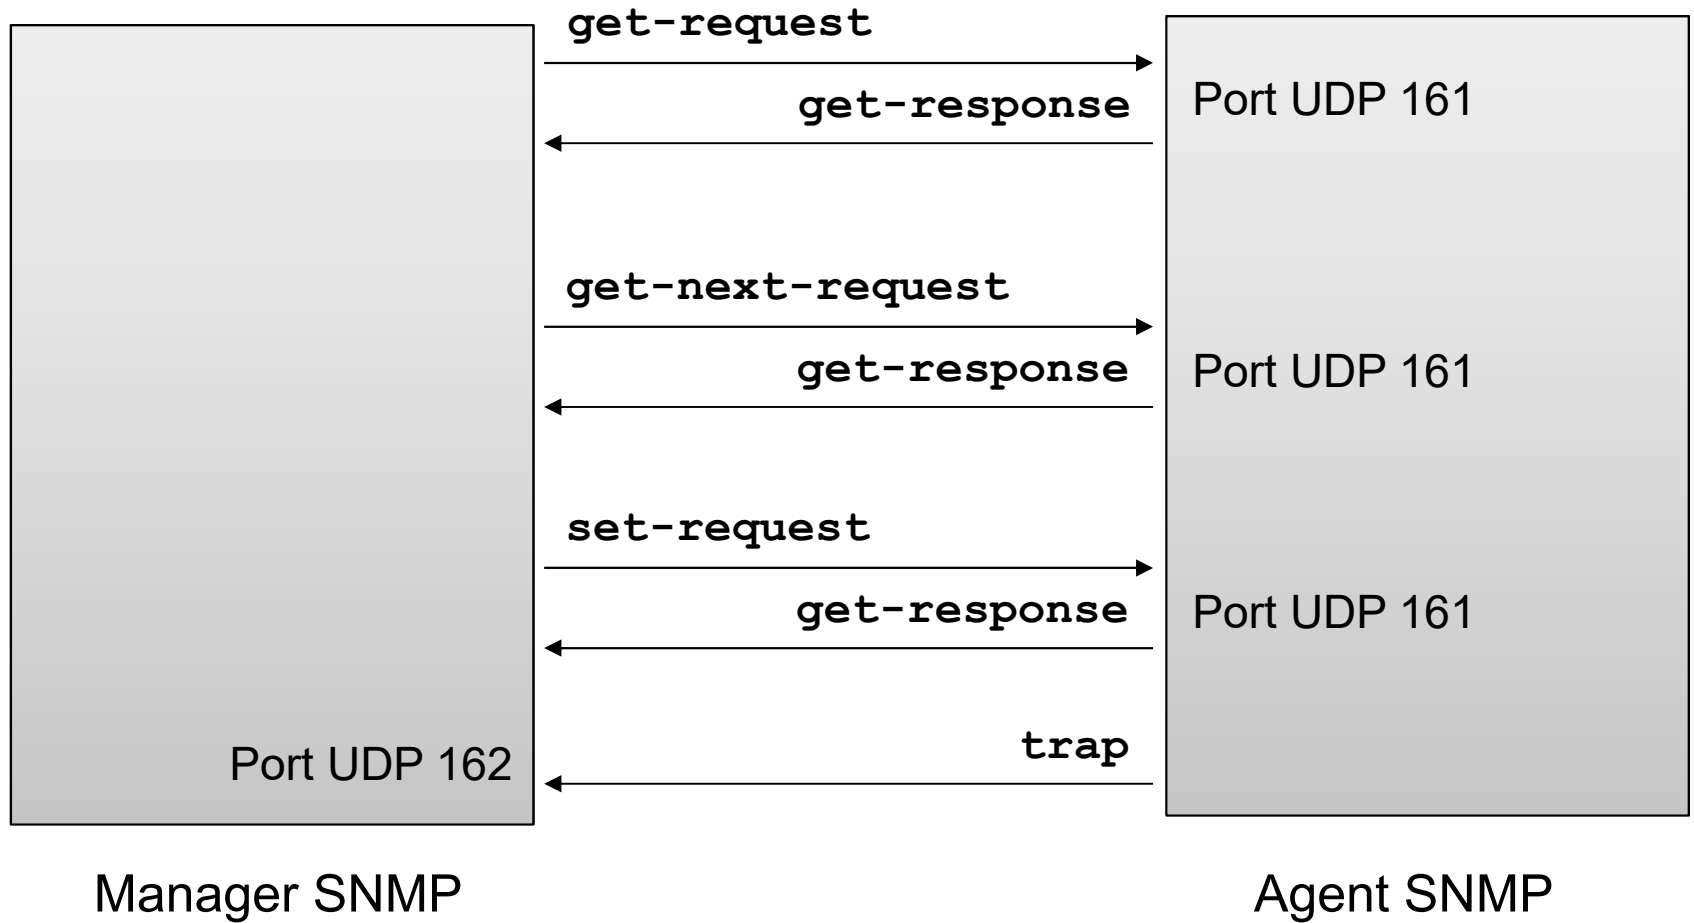 get-request
get-response
Port UDP 161
get-next-request
get-response
Port UDP 161
set-request
get-response
Port UDP 161
trap
Port UDP 162
Manager SNMP
Agent SNMP